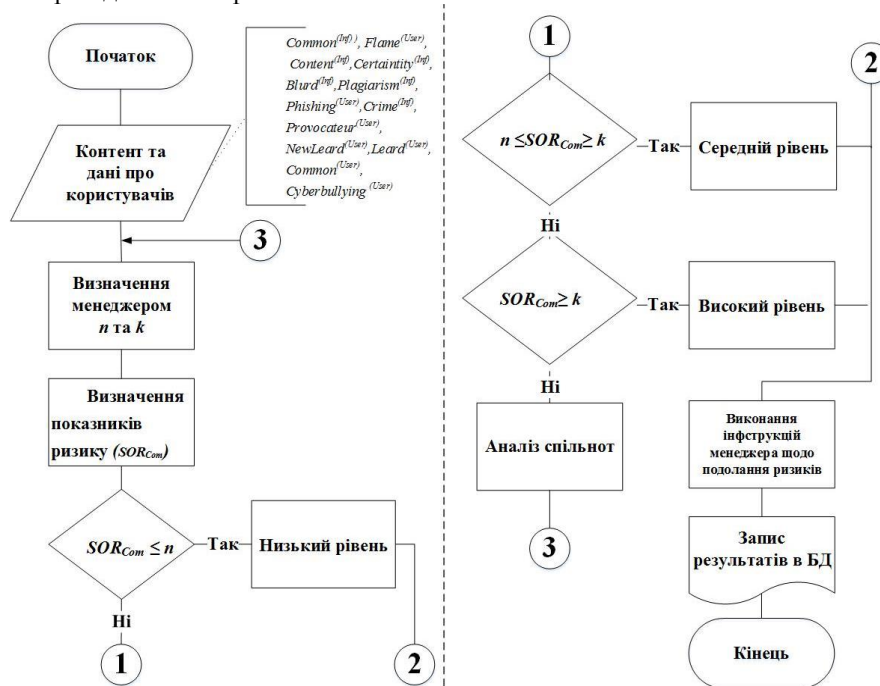 Початок
Common(Inf) ), Flame(User),
Content(Inf),Certaintity(Inf),
Blurd(Inf),Plagiarism(Inf),
Phishing(User),Crime(Inf),
Provocateur(User),
NewLeard(User),Leard(User),
Common(User),
Cyberbullying (User)
Контент та
дані про
користувачів
3
Визначення
менеджером
n та k
Визначення
показників
ризику (SORCom)
SORCom ≤ n
Так
Низький рівень
Ні
1
2
1
2
n ≤SORCom≥ k
Так
Середній рівень
Ні
SORCom≥ k
Так
Високий рівень
Ні
Аналіз спільнот
3
Виконання
інфструкцій
менеджера щодо
подолання ризиків
Запис
результатів в БД
Кінець